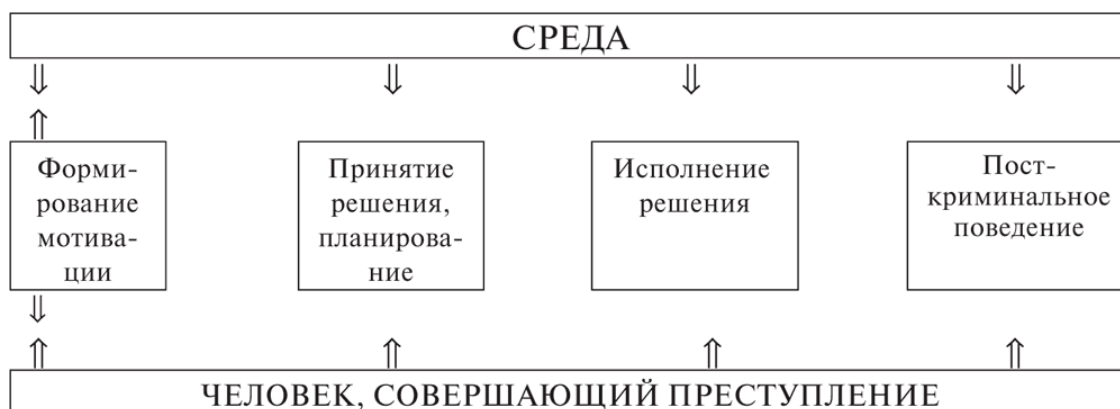 СРЕДА
Форми-
рование
мотива-
ции
Принятие
решения,
планирова-
ние
Исполнение
решения
Пост-
криминальное
поведение
ЧЕЛОВЕК, СОВЕРШАЮЩИЙ ПРЕСТУПЛЕНИЕ